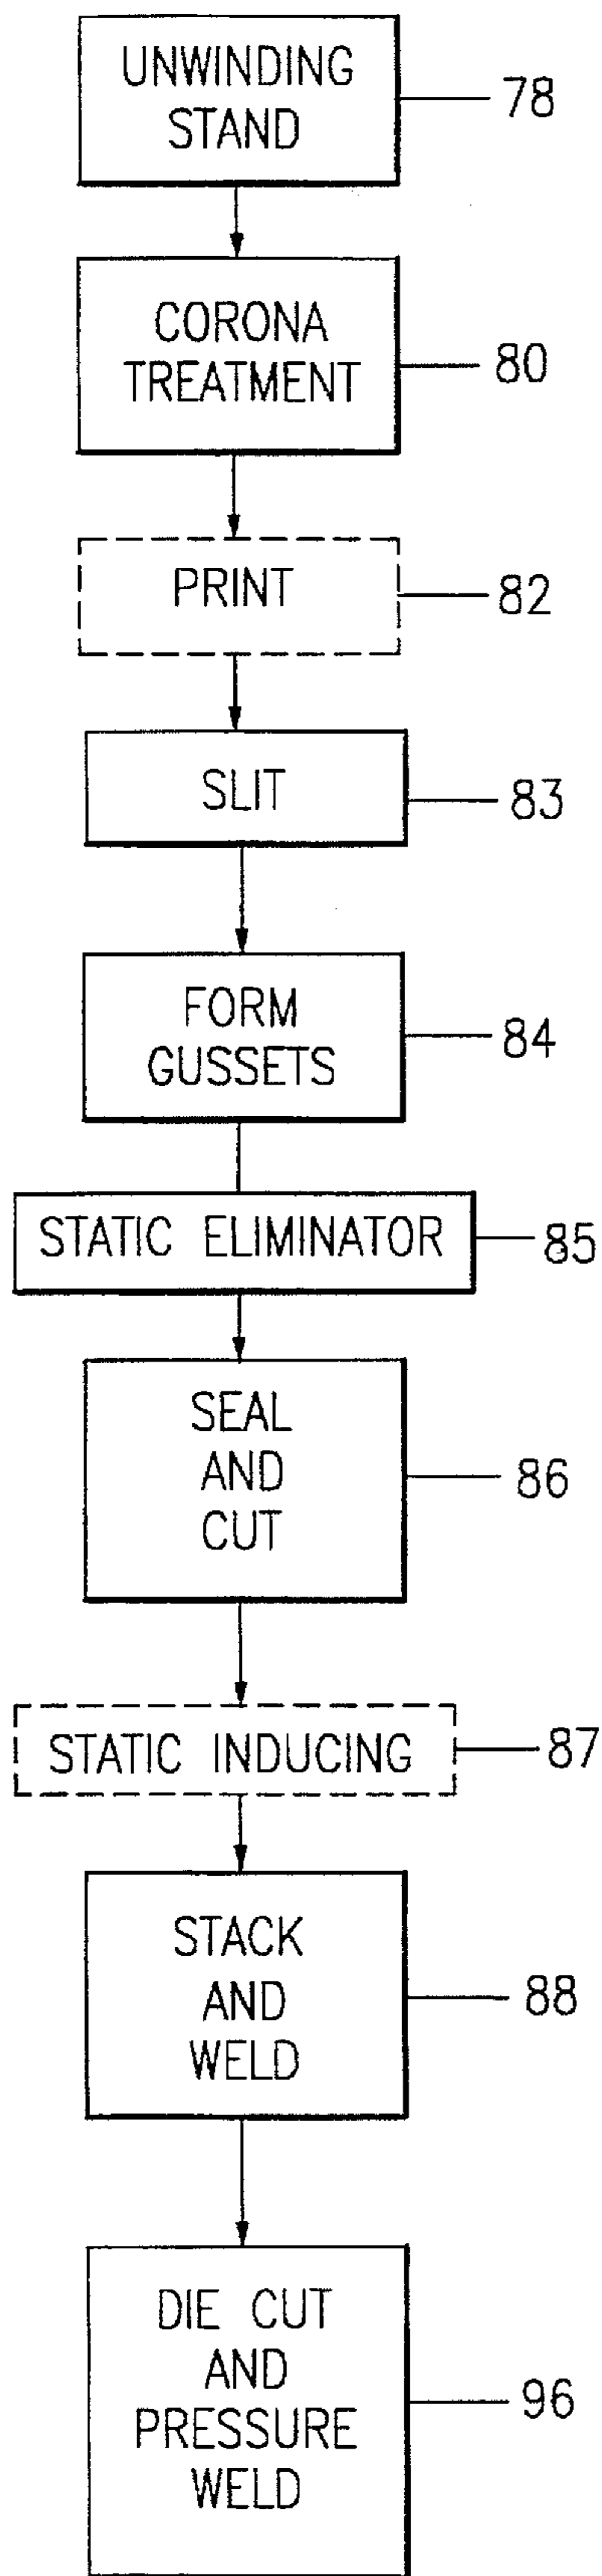 UNWINDING
STAND
78
CORONA
TREATMENT
80
PRINT
82
SLIT
83
FORM
GUSSETS
84
STATIC ELIMINATOR
85
SEAL
AND
CUT
86
STATIC INDUCING
87
STACK
AND
WELD
88
DIE CUT
AND
PRESSURE
WELD
96